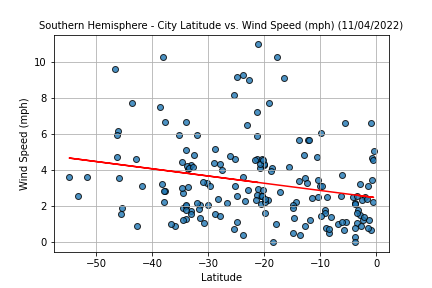 Southern Hemisphere - City Latitude vs. Wind Speed (mph) (11/04/2022)
10
8
6
4
2
0
Wind Speed (mph)
−50 −40 −30 −20 −10 0
Latitude